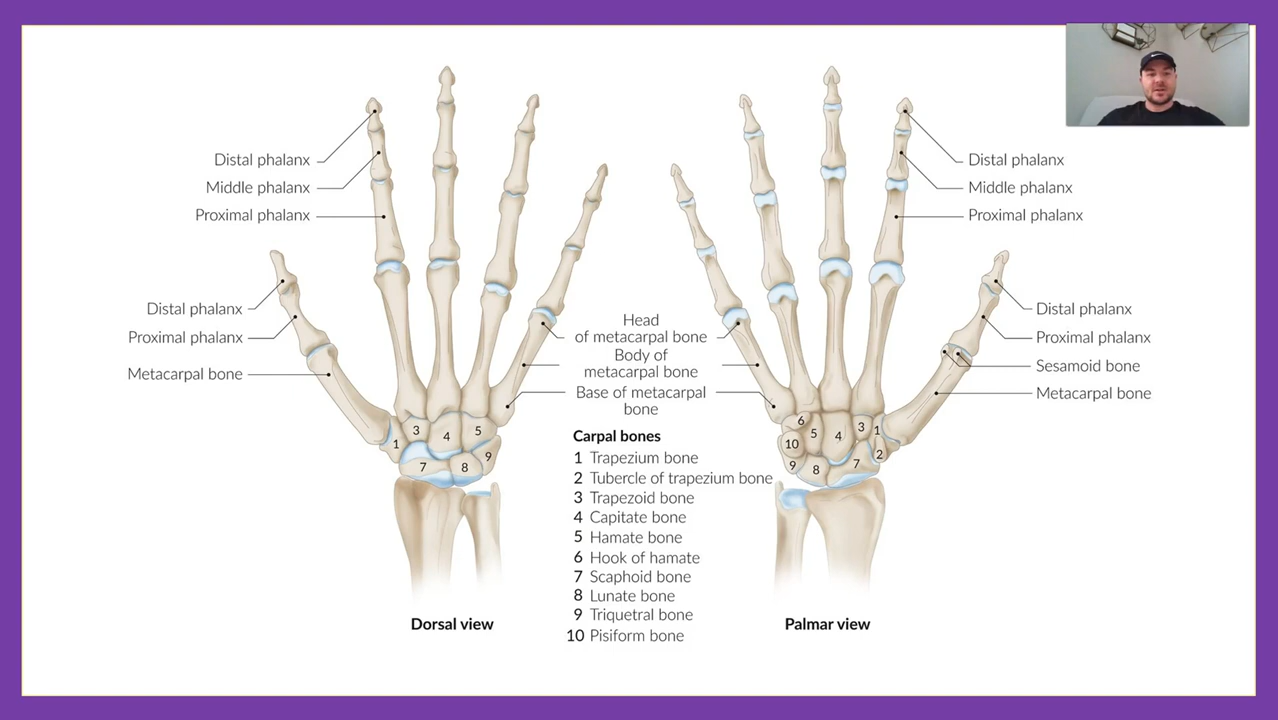 Distal phalanx
Middle phalanx
Proximal phalanx
Distal phalanx
Proximal phalanx
Metacarpal bone
Head
of metacarpal bone
Body of
metacarpal bone
Base of metacarpal
bone
Distal phalanx
Middle phalanx
Proximal phalanx
Distal phalanx
Proximal phalanx
Sesamoid bone
Metacarpal bone
1
3
4
5
7
8
9
6
5
4
3
1
10
2
9
8
7
Carpal bones
1 Trapezium bone
2 Tubercle of trapezium bone
3 Trapezoid bone
4 Capitate bone
5 Hamate bone
6 Hook of hamate
7 Scaphoid bone
8 Lunate bone
9 Triquetral bone
10 Pisiform bone
Dorsal view
Palmar view